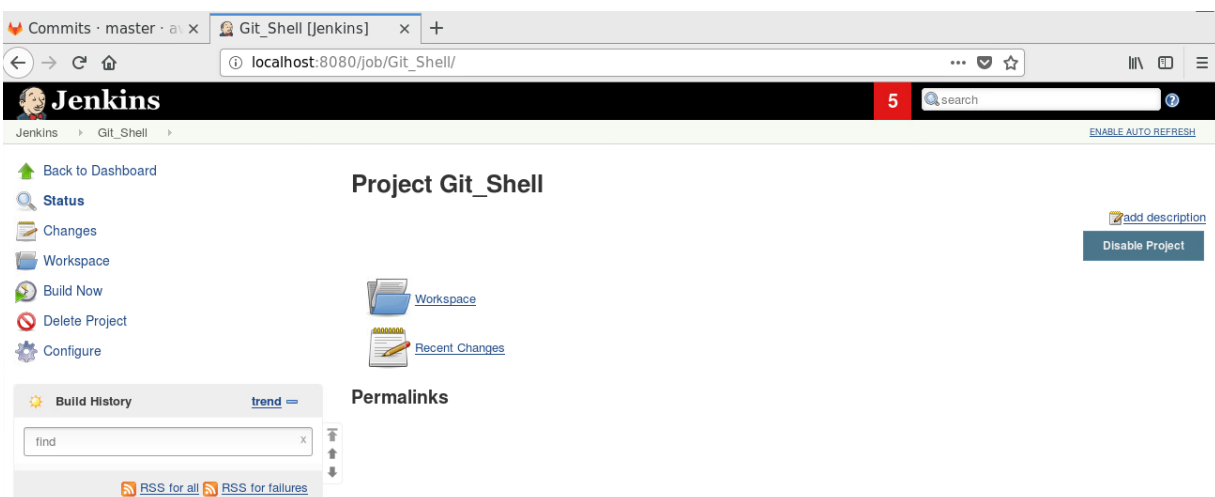 Commits · master · av ×
Git_Shell [Jenkins] ×
localhost:8080/job/Git_Shell/
Jenkins
5
search
Jenkins Git_Shell
ENABLE AUTO REFRESH
Back to Dashboard
Status
Changes
Workspace
Build Now
Delete Project
Configure
Build History trend
find x
RSS for all RSS for failures
Project Git_Shell
add description
Disable Project
Workspace
Recent Changes
Permalinks